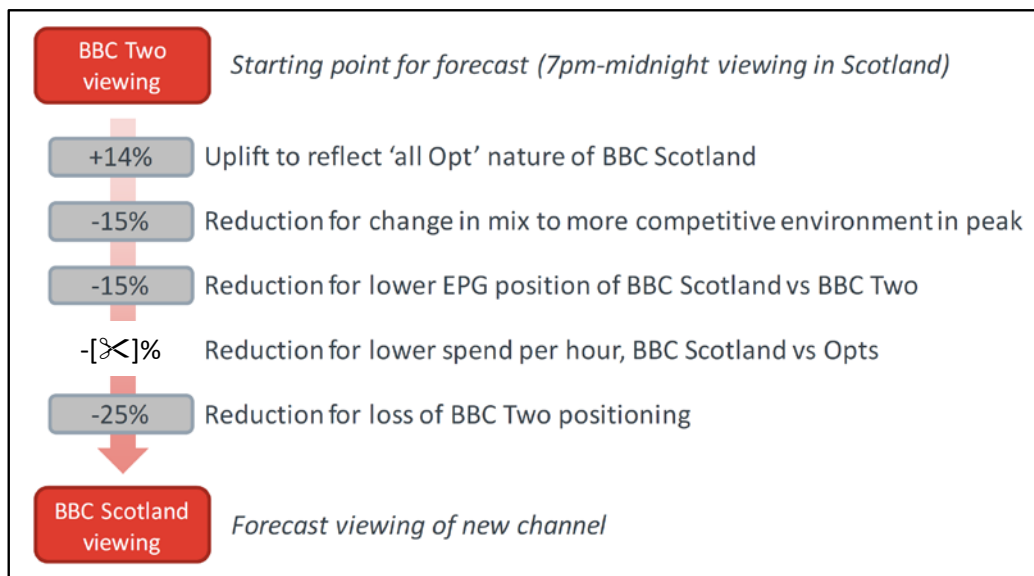 BBC Two
viewing
Starting point for forecast (7pm-midnight viewing in Scotland)
+14%
Uplift to reflect ‘all Opt’ nature of BBC Scotland
-15%
Reduction for change in mix to more competitive environment in peak
-15%
Reduction for lower EPG position of BBC Scotland vs BBC Two
-[✂]%
Reduction for lower spend per hour, BBC Scotland vs Opts
-25%
Reduction for loss of BBC Two positioning
BBC Scotland
viewing
Forecast viewing of new channel